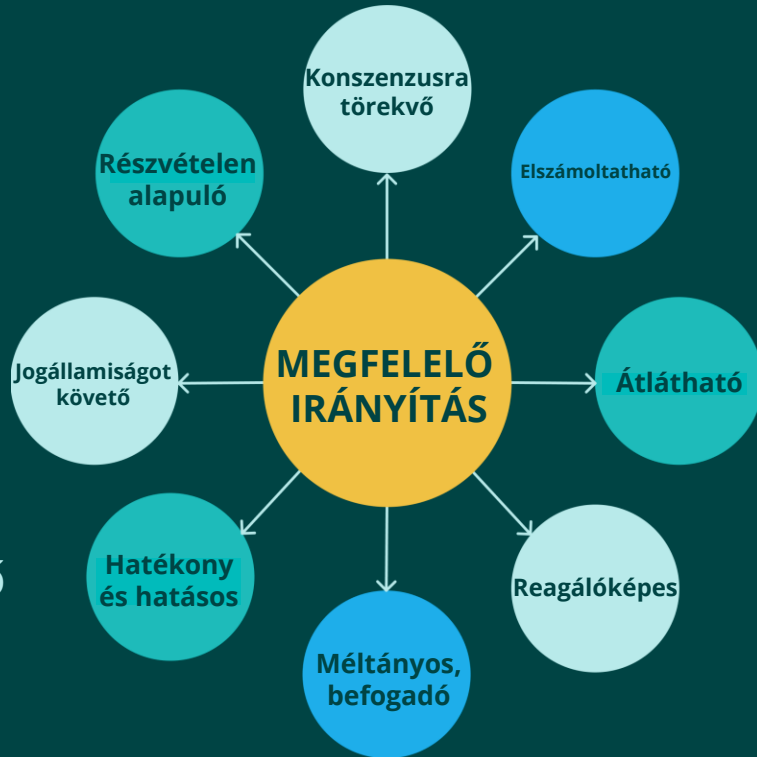 Konszenzusra
törekvő
Részvételen
alapuló
Elszámoltatható
MEGFELELŐ
IRÁNYÍTÁS
Jogállamiságot
követő
Átlátható
Hatékony
és hatásos
Reagálóképes
Méltányos,
befogadó